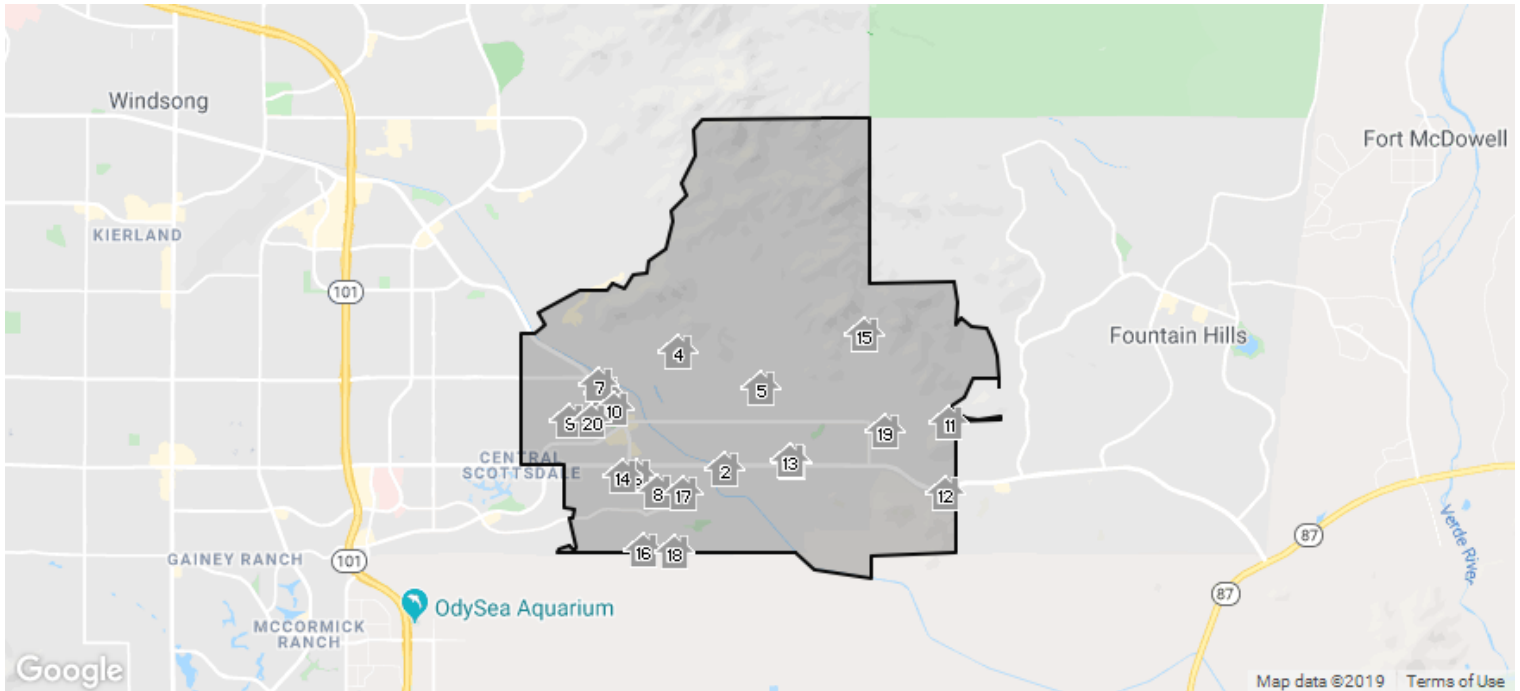 Windsong
Fort McDowell
KIERLAND
101
15
Fountain Hills
4
7
5
10
9
20
11
19
CENTRAL
SCOTTSDALE
13
2
14
8
17
12
Verde River
87
16
18
GAINEY RANCH
101
87
OdySea Aquarium
MCCORMICK
RANCH
Google
Map data ©2019
Terms of Use